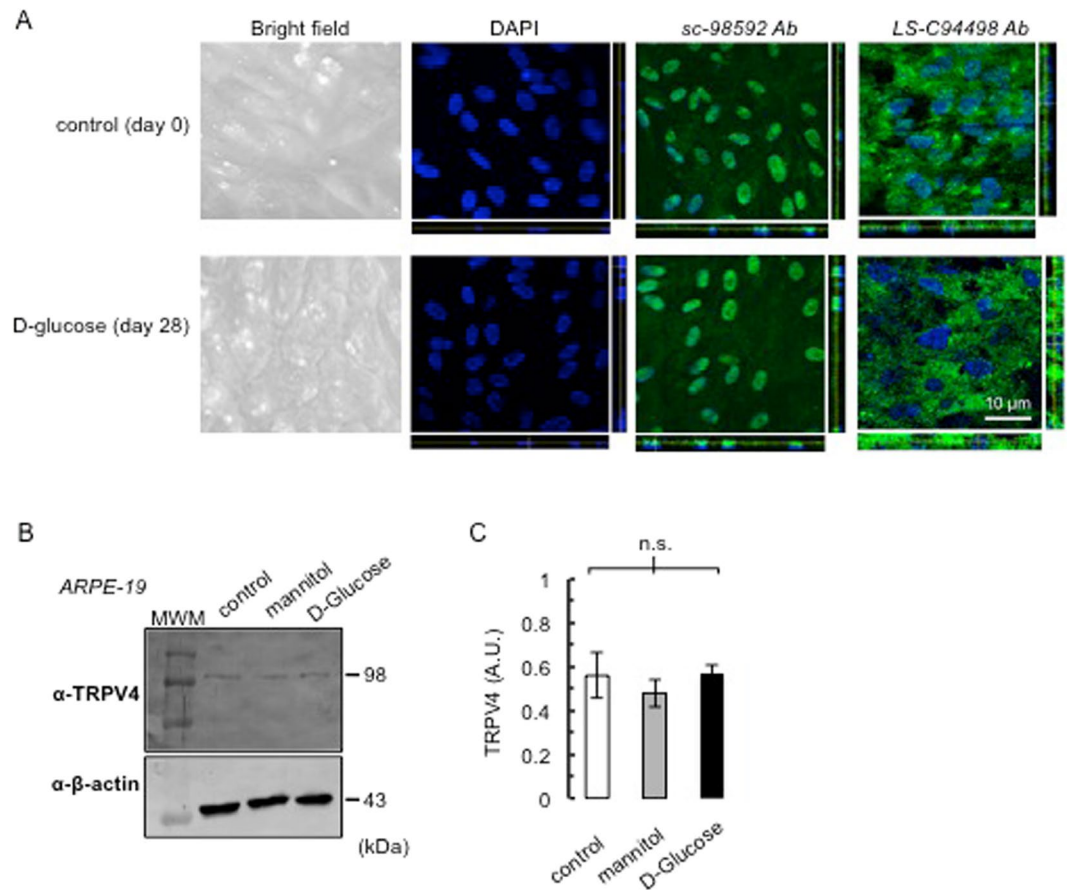 A
Bright field
DAPI
sc-98592 Ab
LS-C94498 Ab
control (day 0)
D-glucose (day 28)
10 µm
B
ARPE-19
MWM
control
mannitol
D-Glucose
α-TRPV4
98
α-β-actin
43
(kDa)
C
n.s.
TRPV4 (A.U.)
1
0.8
0.6
0.4
0.2
0
control
mannitol
D-Glucose